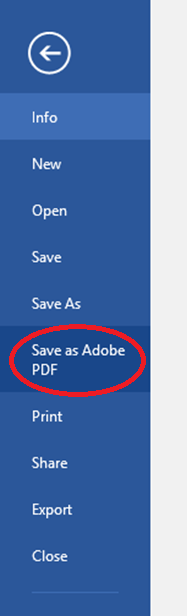 Info
New
Open
Save
Save As
Save as Adobe
PDF
Print
Share
Export
Close